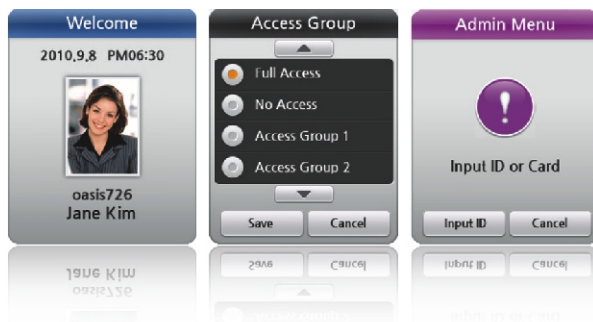 Welcome
2010.9.8 PM06:30
oasis726
Jane Kim
Access Group
Full Access
No Access
Access Group 1
Access Group 2
Save Cancel
Admin Menu
Input ID or Card
Input ID Cancel